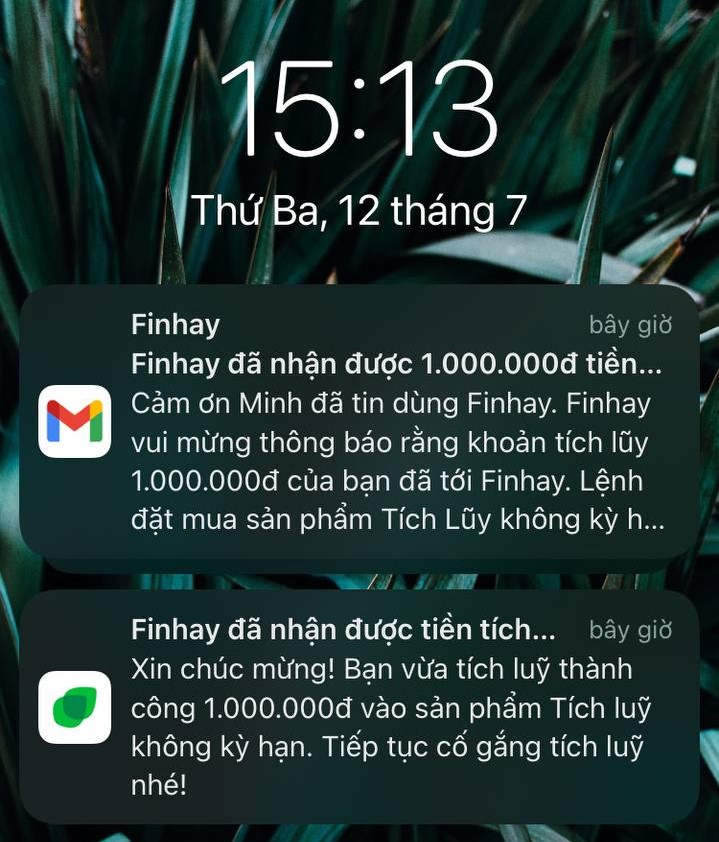 15:13
Thứ Ba, 12 tháng 7
Finhay
bây giờ
Finhay đã nhận được 1.000.000đ tiền...
Cảm ơn Minh đã tin dùng Finhay. Finhay
vui mừng thông báo rằng khoản tích lũy
1.000.000đ của bạn đã tới Finhay. Lệnh
đặt mua sản phẩm Tích Lũy không kỳ h...
Finhay đã nhận được tiền tích...
bây giờ
Xin chúc mừng! Bạn vừa tích luỹ thành
công 1.000.000đ vào sản phẩm Tích luỹ
không kỳ hạn. Tiếp tục cố gắng tích luỹ
nhé!